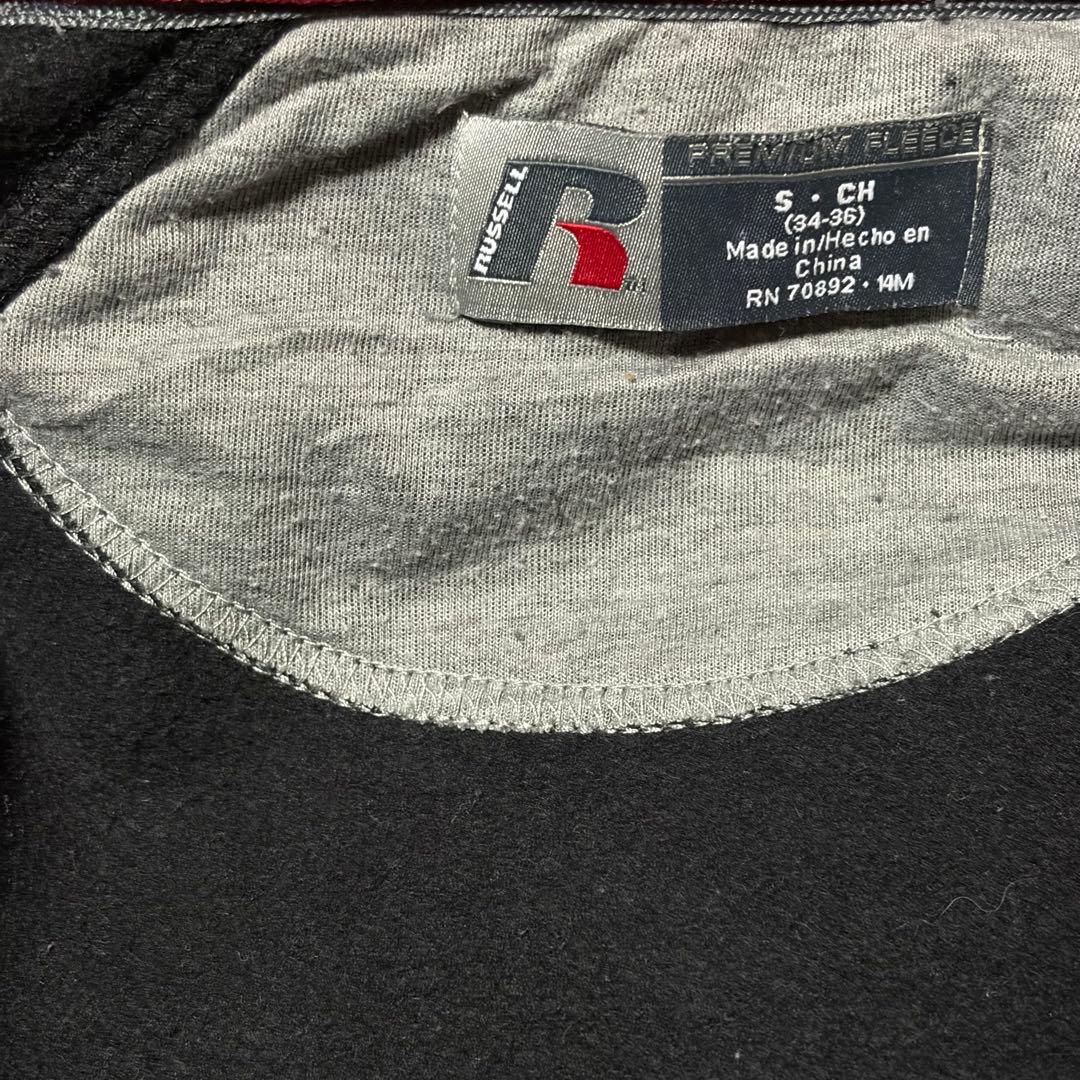 RUSSELL
R
PREMIUM FLEECE
S • CH
(34-36)
Made in/Hecho en
China
RN 70892 • 14M